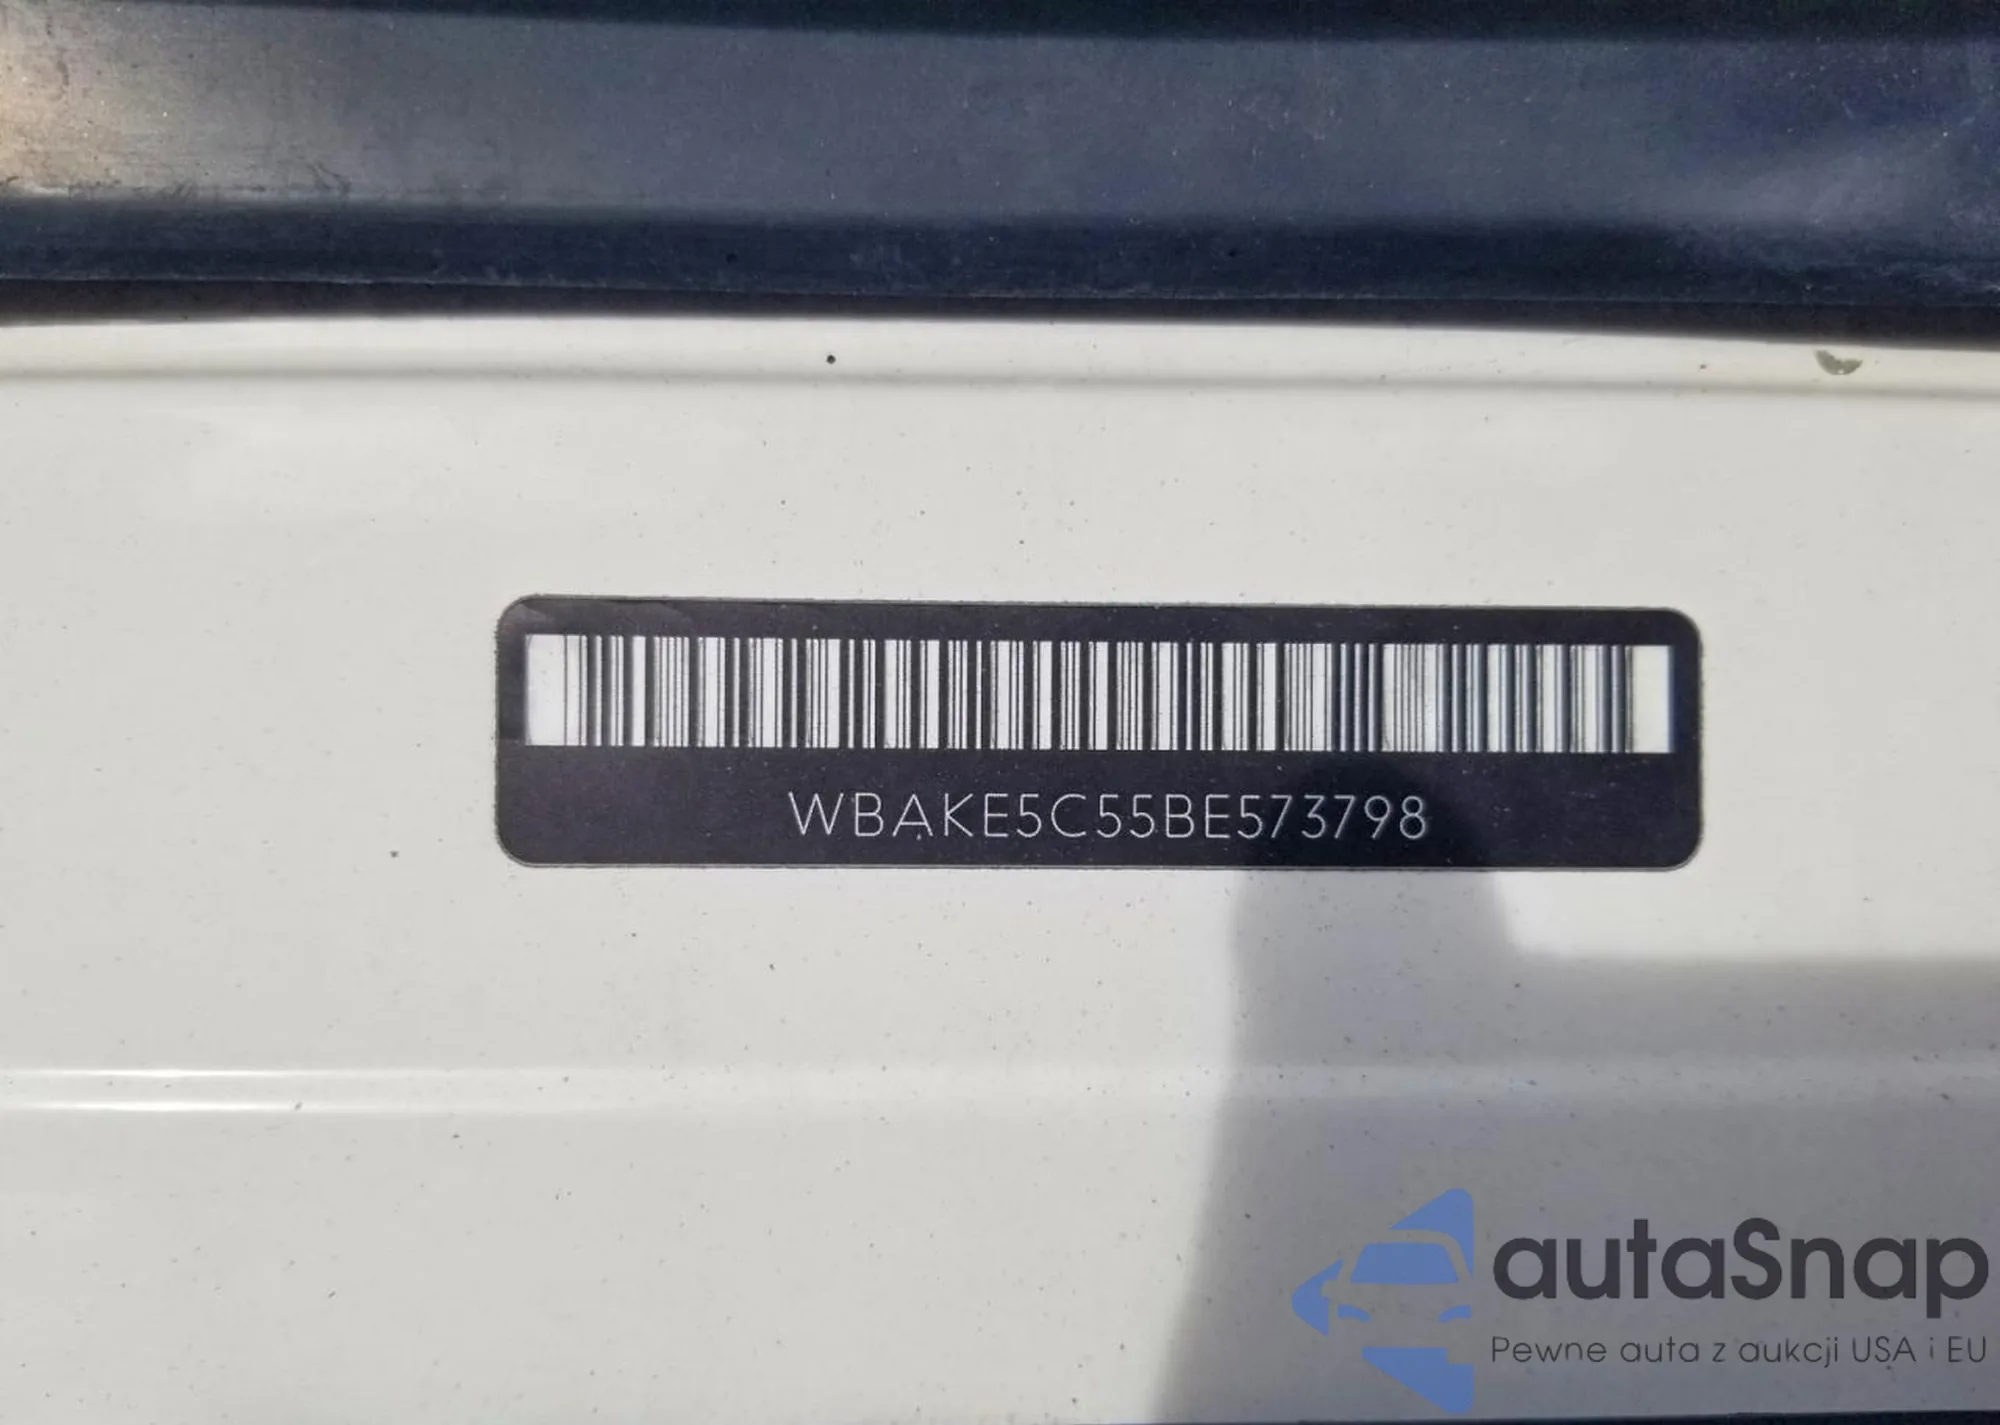 WBAKE5C55BE573798
autaSnap
Pewne auta z aukcji USA i EU